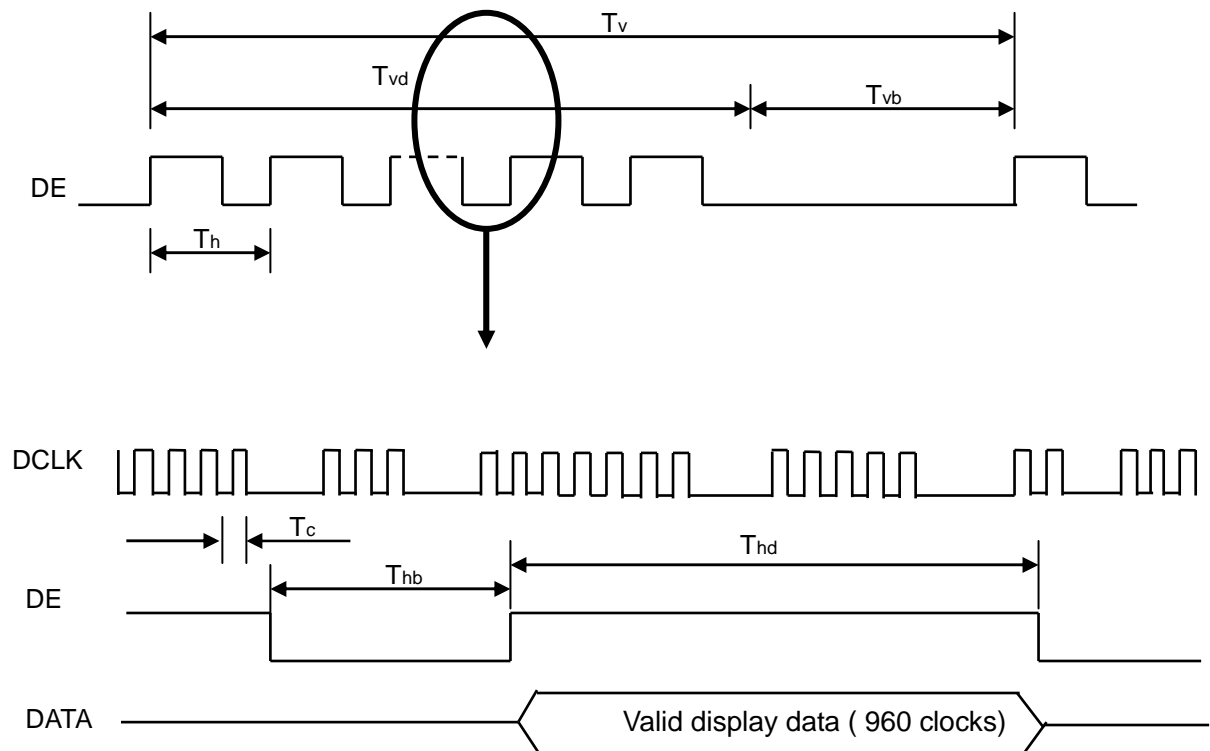 Tv
Tvd
Tvb
DE
Th
DCLK
Tc
Thd
Thb
DE
DATA
Valid display data ( 960 clocks)